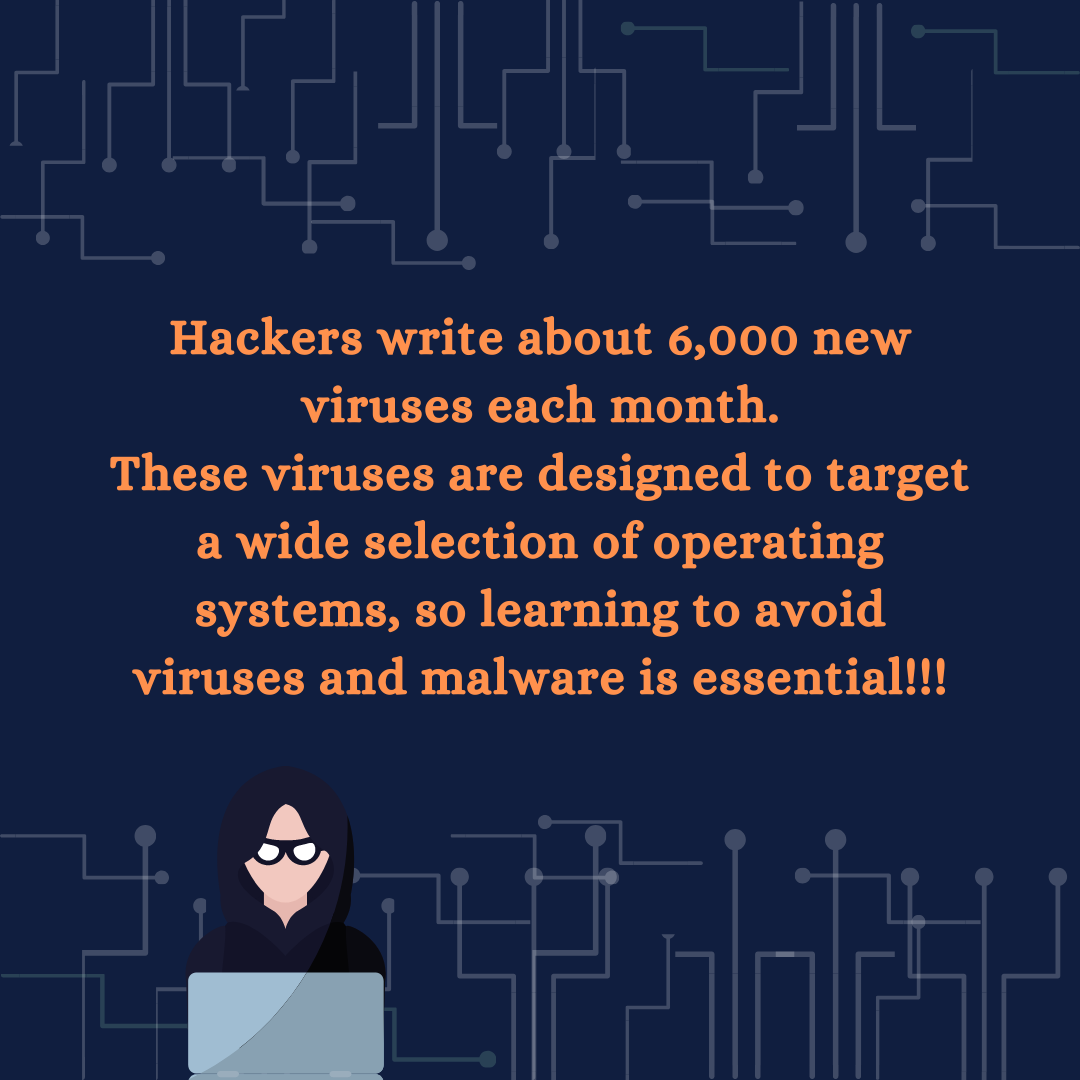 Hackers write about 6,000 new
viruses each month.
These viruses are designed to target
a wide selection of operating
systems, so learning to avoid
viruses and malware is essential!!!